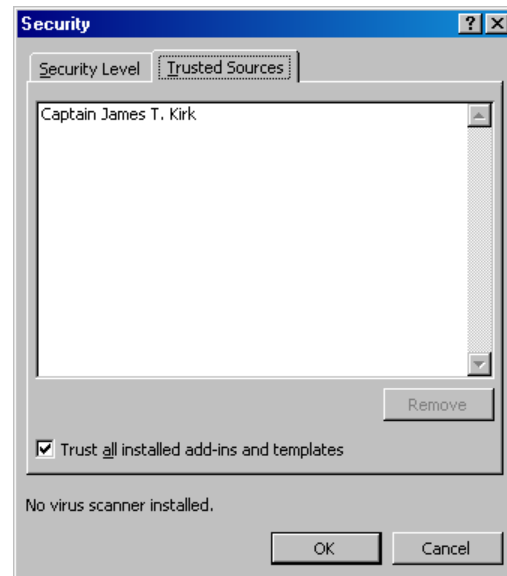 Security
Security Level Trusted Sources
Captain James T. Kirk
Remove
Trust all installed add-ins and templates
No virus scanner installed.
OK Cancel